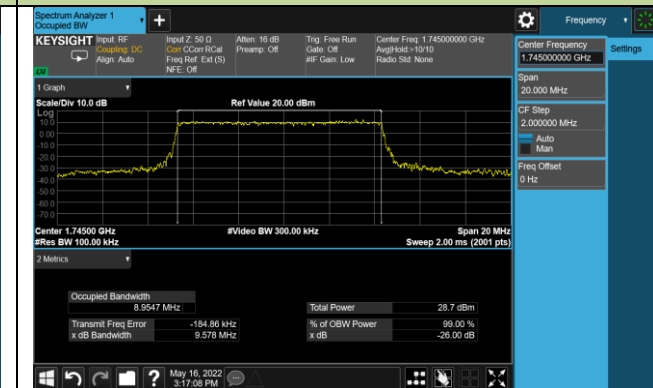 Spectrum Analyzer 1
Occupied BW
Frequency
KEYSIGHT
Input: RF
Coupling: DC
Align: Auto
Input Z: 50 Ω
Corr CCorr RCal
Freq Ref: Ext (S)
NFE: Off
Atten: 16 dB
Preamp: Off
Trig: Free Run
Gate: Off
#IF Gain: Low
Center Freq: 1.745000000 GHz
Avg|Hold:>10/10
Radio Std: None
Center Frequency
1.745000000 GHz
Settings
Span
20.000 MHz
CF Step
2.000000 MHz
Auto
Man
Freq Offset
0 Hz
1 Graph
Scale/Div 10.0 dB
Ref Value 20.00 dBm
Log
10.0
0.00
-10.0
-20.0
-30.0
-40.0
-50.0
-60.0
-70.0
Center 1.74500 GHz
#Video BW 300.00 kHz
Span 20 MHz
#Res BW 100.00 kHz
Sweep 2.00 ms (2001 pts)
2 Metrics
Occupied Bandwidth
8.9547 MHz
Total Power
28.7 dBm
Transmit Freq Error
-184.86 kHz
% of OBW Power
99.00 %
x dB Bandwidth
9.578 MHz
x dB
-26.00 dB
?
May 16, 2022
3:17:08 PM